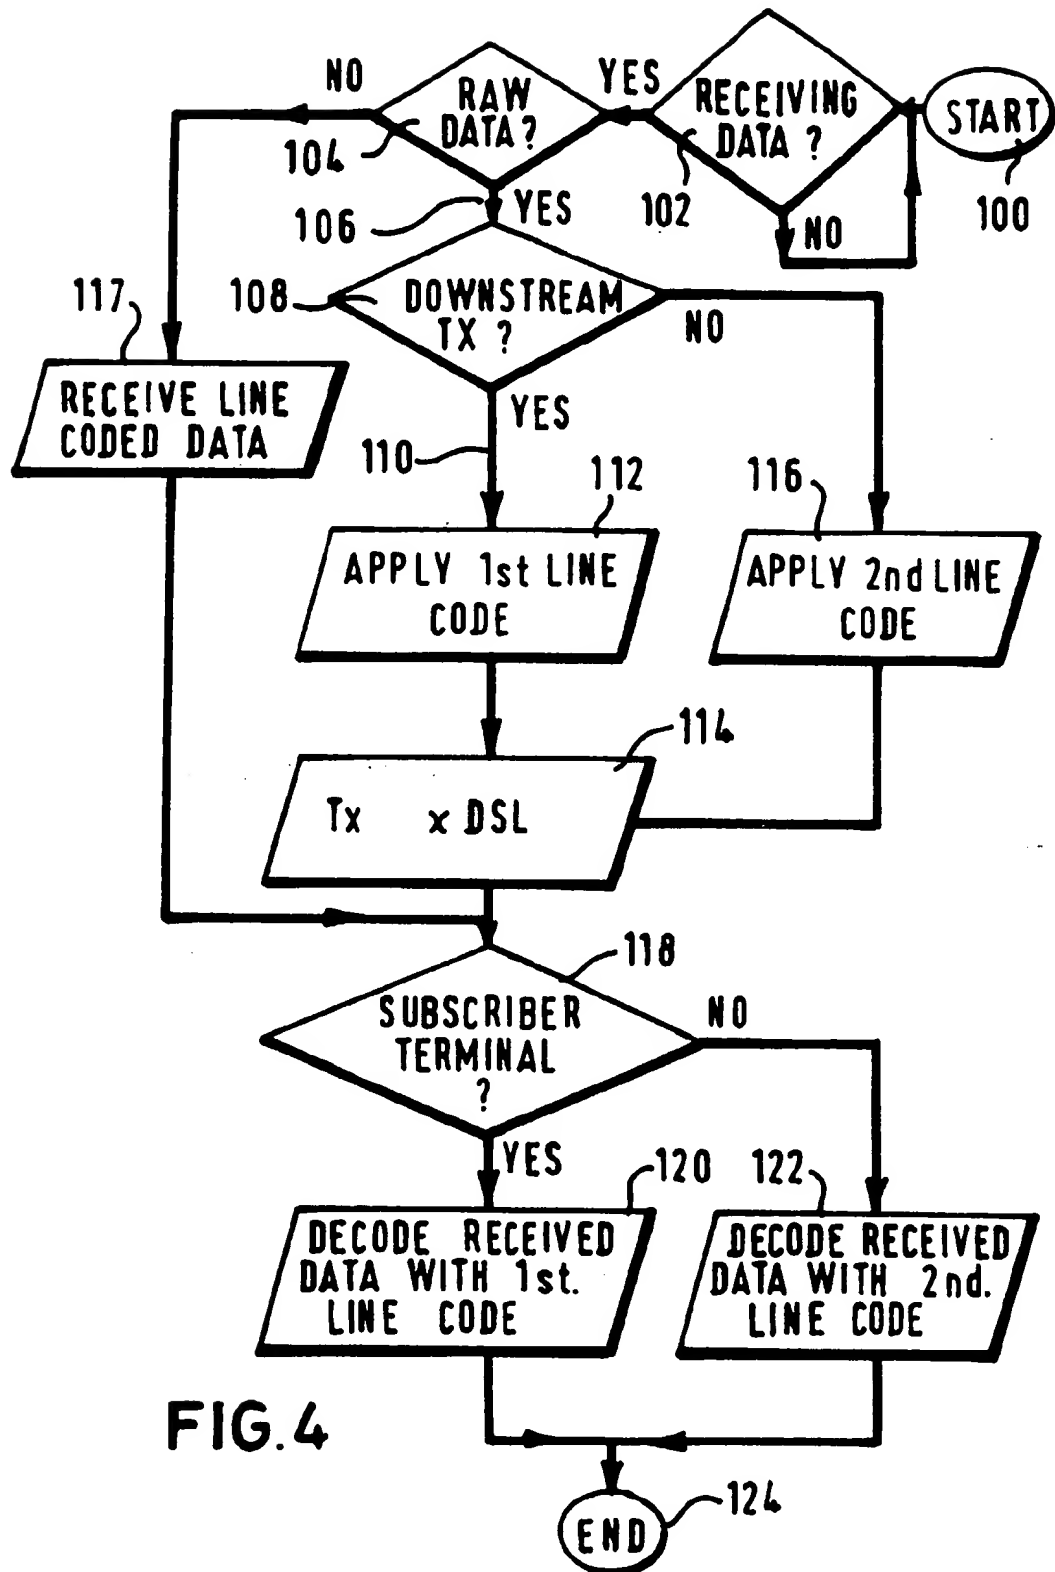 START
100
RECEIVING
DATA ?
102
YES
NO
RAW
DATA?
104
NO
106
YES
DOWNSTREAM
TX ?
108
NO
YES
110
117
RECEIVE LINE
CODED DATA
112
APPLY 1st LINE
CODE
116
APPLY 2nd LINE
CODE
114
Tx x DSL
118
SUBSCRIBER
TERMINAL
?
NO
YES
120
DECODE RECEIVED
DATA WITH 1st.
LINE CODE
122
DECODE RECEIVED
DATA WITH 2nd.
LINE CODE
FIG. 4
END
124